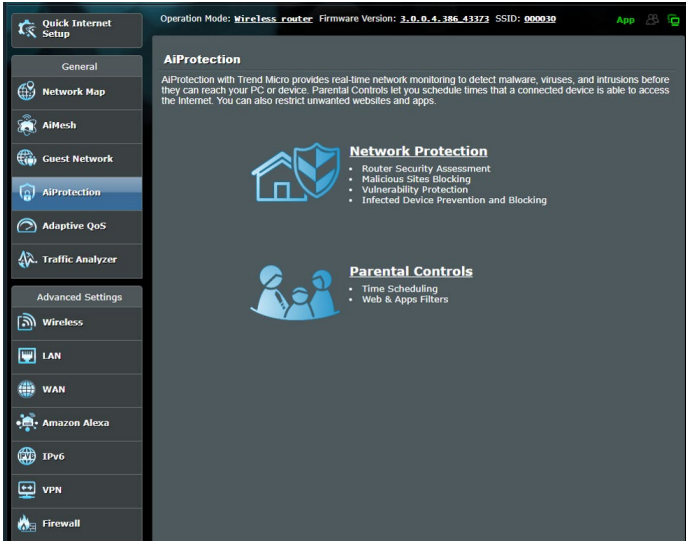 Quick Internet
Setup
Operation Mode: Wireless router Firmware Version: 3.0.0.4.386_43373 SSID: 000030
App
General
Network Map
AiMesh
Guest Network
AiProtection
Adaptive QoS
Traffic Analyzer
Advanced Settings
Wireless
LAN
WAN
Amazon Alexa
IPv6
VPN
Firewall
AiProtection
AiProtection with Trend Micro provides real-time network monitoring to detect malware, viruses, and intrusions before
they can reach your PC or device. Parental Controls let you schedule times that a connected device is able to access
the Internet. You can also restrict unwanted websites and apps.
Network Protection
• Router Security Assessment
• Malicious Sites Blocking
• Vulnerability Protection
• Infected Device Prevention and Blocking
Parental Controls
• Time Scheduling
• Web & Apps Filters